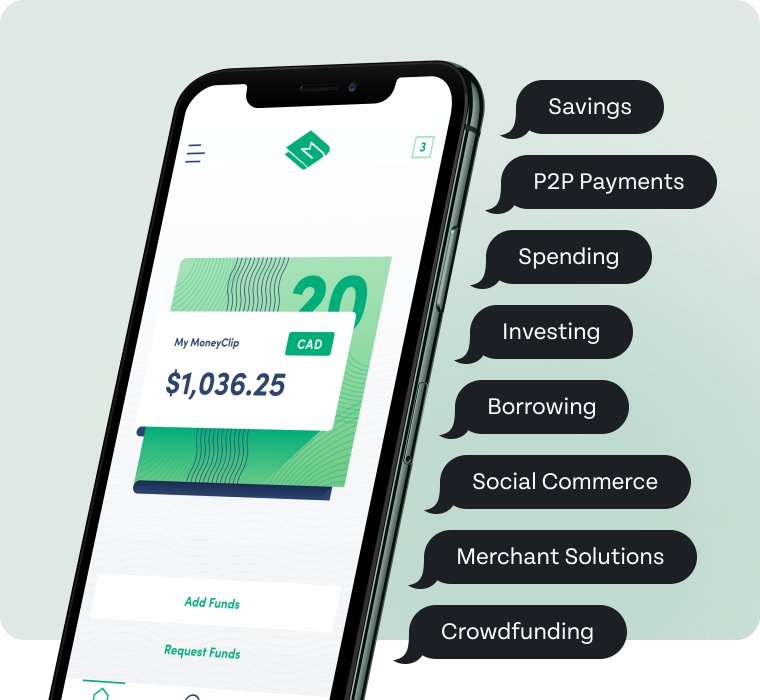 3
20
My MoneyClip
CAD
$1,036.25
Add Funds
Request Funds
Savings
P2P Payments
Spending
Investing
Borrowing
Social Commerce
Merchant Solutions
Crowdfunding